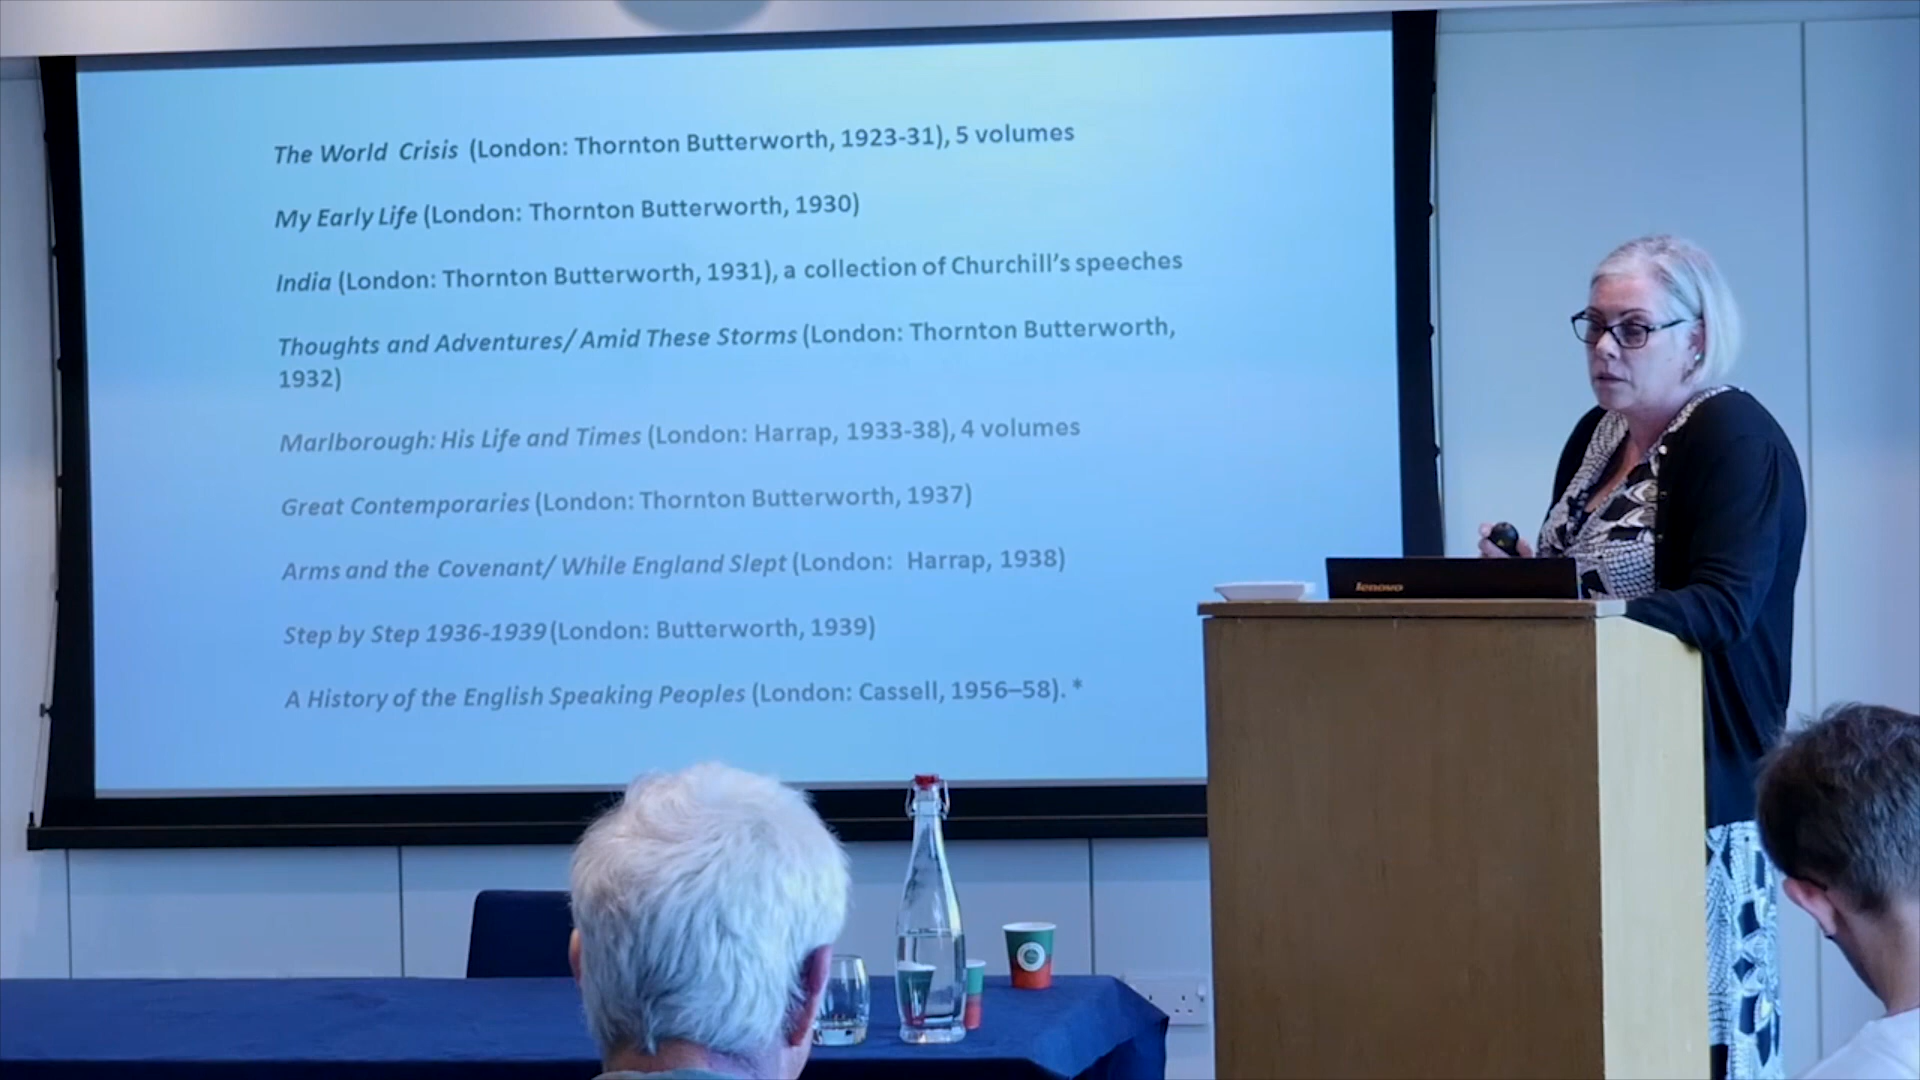 The World Crisis (London: Thornton Butterworth, 1923-31), 5 volumes
My Early Life (London: Thornton Butterworth, 1930)
India (London: Thornton Butterworth, 1931), a collection of Churchill's speeches
Thoughts and Adventures/ Amid These Storms (London: Thornton Butterworth,
1932)
Marlborough: His Life and Times (London: Harrap, 1933-38), 4 volumes
Great Contemporaries (London: Thornton Butterworth, 1937)
Arms and the Covenant/ While England Slept (London: Harrap, 1938)
Step by Step 1936-1939 (London: Butterworth, 1939)
A History of the English Speaking Peoples (London: Cassell, 1956–58). *
lenovo